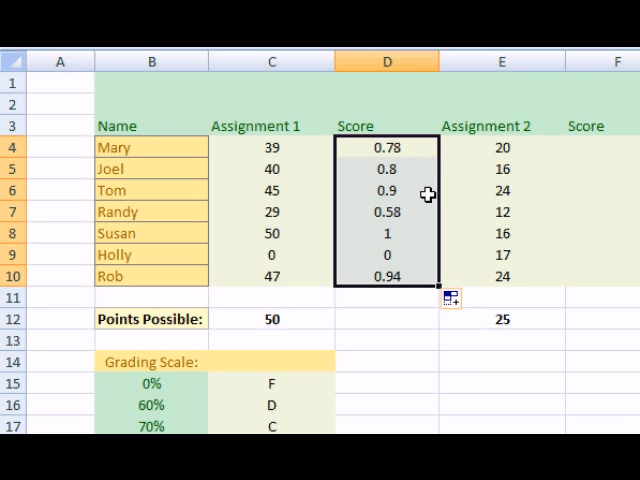 A B C D E F
1
2
3 Name Assignment 1 Score Assignment 2 Score
4 Mary 39 0.78 20
5 Joel 40 0.8 16
6 Tom 45 0.9 24
7 Randy 29 0.58 12
8 Susan 50 1 16
9 Holly 0 0 17
10 Rob 47 0.94 24
11
12 Points Possible: 50 25
13
14 Grading Scale:
15 0% F
16 60% D
17 70% C